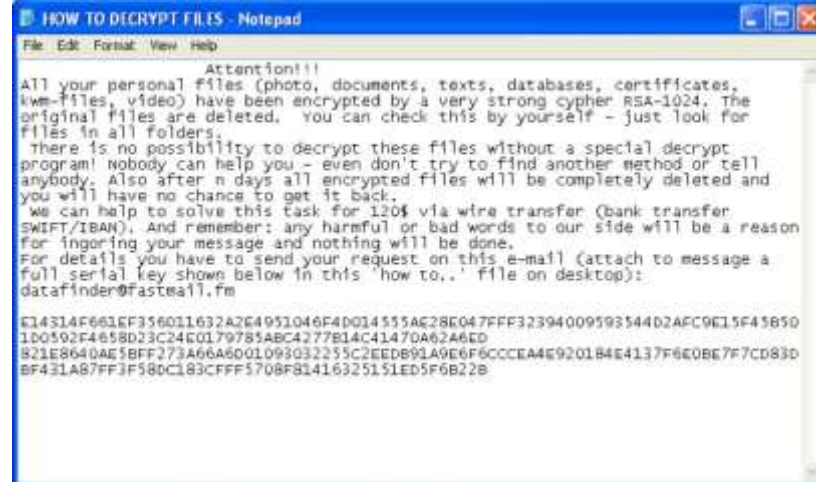 HOW TO DECRYPT FILES - Notepad
File Edit Format View Help
Attention!!!
All your personal files (photo, documents, texts, databases, certificates,
kwm-files, video) have been encrypted by a very strong cypher RSA-1024. The
original files are deleted. You can check this by yourself - just look for
files in all folders.
There is no possibility to decrypt these files without a special decrypt
program! Nobody can help you - even don't try to find another method or tell
anybody. Also after n days all encrypted files will be completely deleted and
you will have no chance to get it back.
We can help to solve this task for 120$ via wire transfer (bank transfer
SWIFT/IBAN). And remember: any harmful or bad words to our side will be a reason
for ingoring your message and nothing will be done.
For details you have to send your request on this e-mail (attach to message a
full serial key shown below in this 'how to..' file on desktop):
datafinder@fastmail.fm